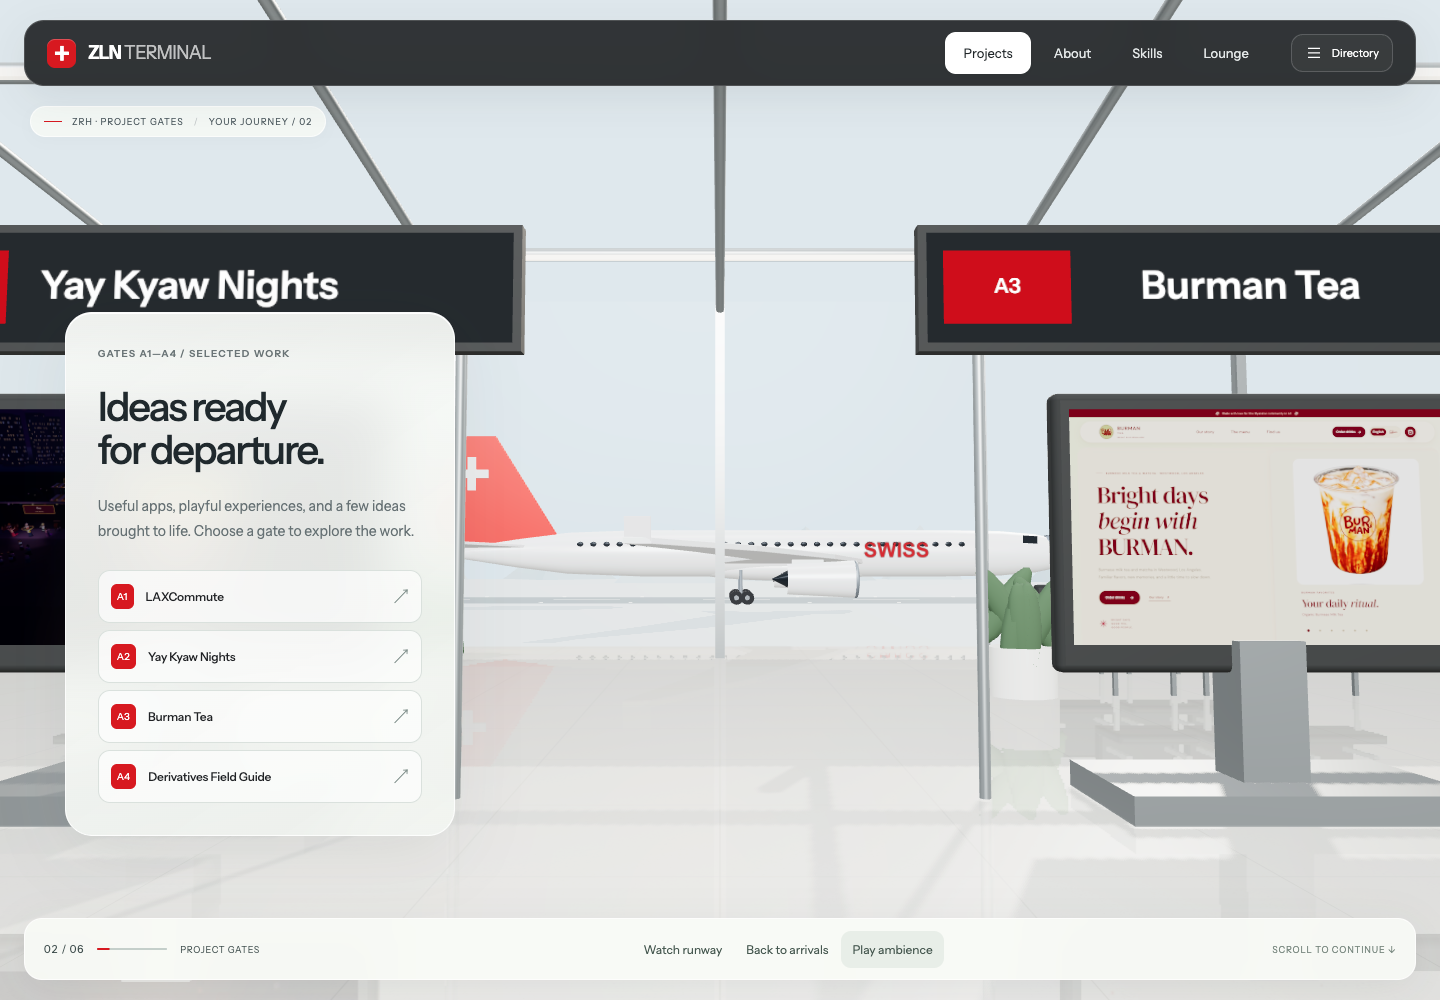 ZLN TERMINAL
Projects
About
Skills
Lounge
Directory
ZRH · PROJECT GATES / YOUR JOURNEY / 02
Yay Kyaw Nights
A3
Burman Tea
GATES A1—A4 / SELECTED WORK
Ideas ready
for departure.
Useful apps, playful experiences, and a few ideas
brought to life. Choose a gate to explore the work.
A1 LAXCommute
A2 Yay Kyaw Nights
A3 Burman Tea
A4 Derivatives Field Guide
SWISS
BURMAN
Bright days
begin with
BURMAN.
BUR
MAN
Your daily ritual.
02 / 06
PROJECT GATES
Watch runway
Back to arrivals
Play ambience
SCROLL TO CONTINUE ↓